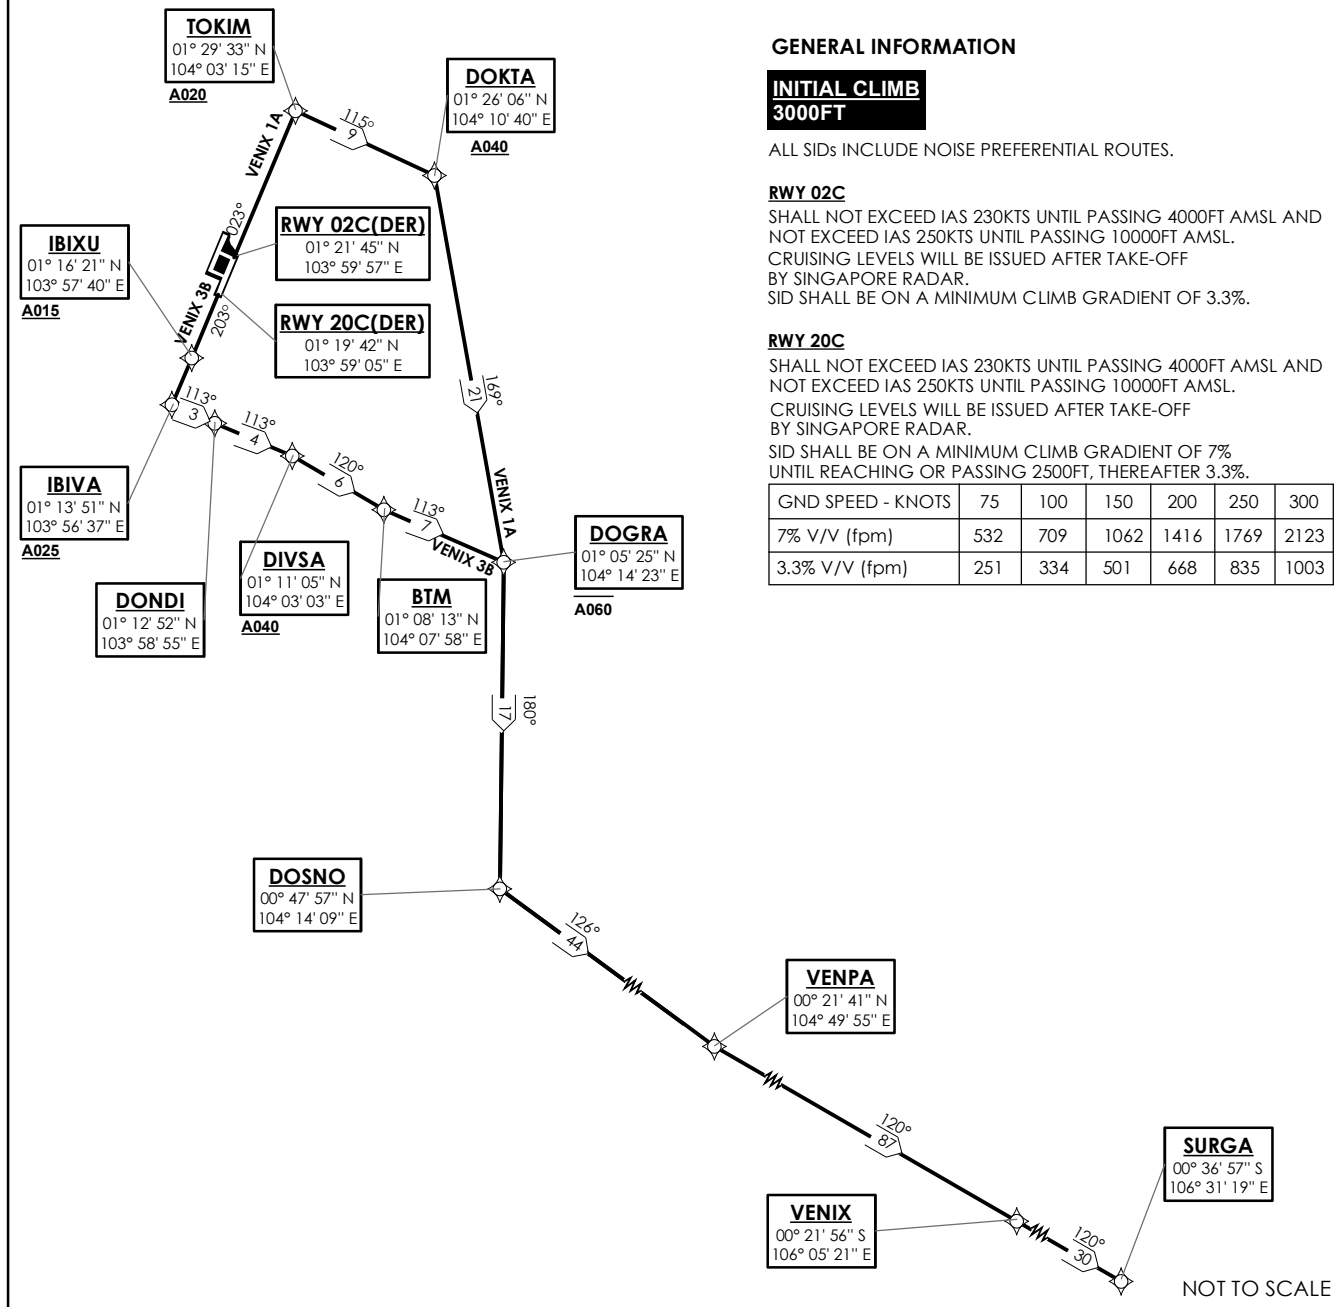 TOKIM
01° 29' 33" N
104° 03' 15" E
A020
DOKTA
01° 26' 06" N
104° 10' 40" E
A040
115°
9
VENIX 1A
023°
RWY 02C(DER)
01° 21' 45" N
103° 59' 57" E
IBIXU
01° 16' 21" N
103° 57' 40" E
A015
VENIX 3B
203°
RWY 20C(DER)
01° 19' 42" N
103° 59' 05" E
113°
3
113°
4
120°
6
113°
7
VENIX 3B
169°
21
VENIX 1A
IBIVA
01° 13' 51" N
103° 56' 37" E
A025
DONDI
01° 12' 52" N
103° 58' 55" E
DIVSA
01° 11' 05" N
104° 03' 03" E
A040
BTM
01° 08' 13" N
104° 07' 58" E
DOGRA
01° 05' 25" N
104° 14' 23" E
A060
180°
17
DOSNO
00° 47' 57" N
104° 14' 09" E
126°
44
VENPA
00° 21' 41" N
104° 49' 55" E
120°
87
VENIX
00° 21' 56" S
106° 05' 21" E
120°
30
SURGA
00° 36' 57" S
106° 31' 19" E
NOT TO SCALE
GENERAL INFORMATION
INITIAL CLIMB
3000FT
ALL SIDs INCLUDE NOISE PREFERENTIAL ROUTES.
RWY 02C
SHALL NOT EXCEED IAS 230KTS UNTIL PASSING 4000FT AMSL AND
NOT EXCEED IAS 250KTS UNTIL PASSING 10000FT AMSL.
CRUISING LEVELS WILL BE ISSUED AFTER TAKE-OFF
BY SINGAPORE RADAR.
SID SHALL BE ON A MINIMUM CLIMB GRADIENT OF 3.3%.
RWY 20C
SHALL NOT EXCEED IAS 230KTS UNTIL PASSING 4000FT AMSL AND
NOT EXCEED IAS 250KTS UNTIL PASSING 10000FT AMSL.
CRUISING LEVELS WILL BE ISSUED AFTER TAKE-OFF
BY SINGAPORE RADAR.
SID SHALL BE ON A MINIMUM CLIMB GRADIENT OF 7%
UNTIL REACHING OR PASSING 2500FT, THEREAFTER 3.3%.
GND SPEED - KNOTS 75 100 150 200 250 300
7% V/V (fpm) 532 709 1062 1416 1769 2123
3.3% V/V (fpm) 251 334 501 668 835 1003